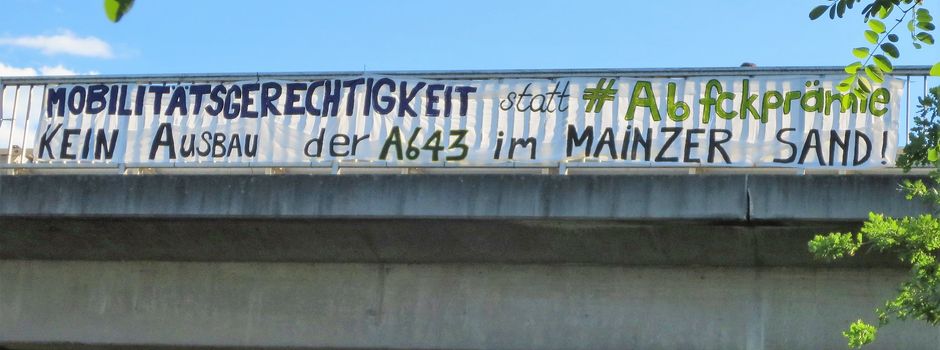 MOBILITÄTSGERECHTIGKEIT statt #Abfckprämie
KEIN AUSBAU der A643 im MAINZER SAND!